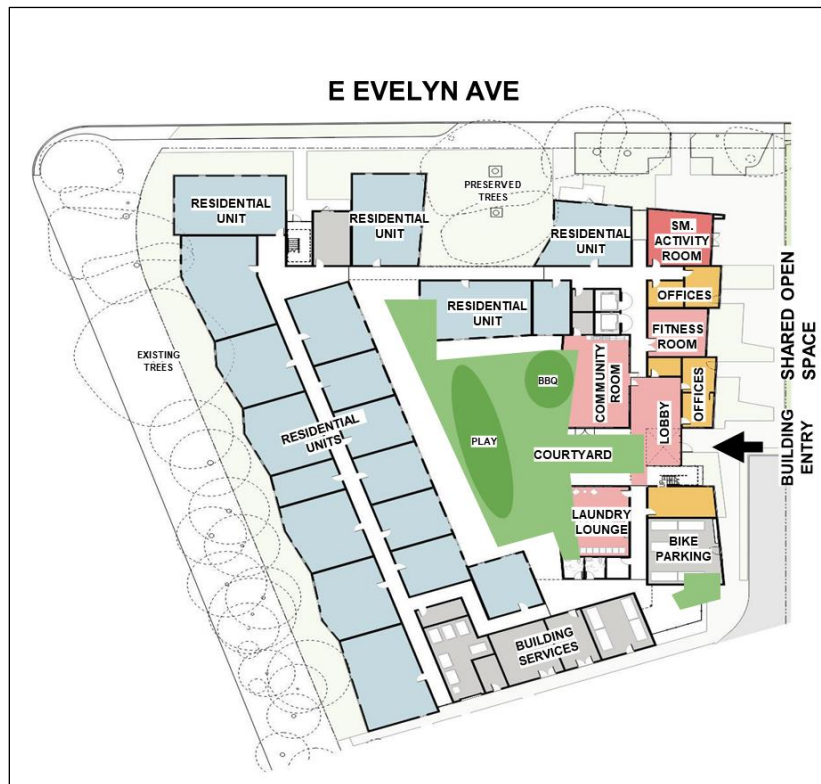 E EVELYN AVE
RESIDENTIAL
UNIT
RESIDENTIAL
UNIT
PRESERVED
TREES
RESIDENTIAL
UNIT
SM.
ACTIVITY
ROOM
OFFICES
RESIDENTIAL
UNIT
FITNESS
ROOM
EXISTING
TREES
BBQ
COMMUNITY
ROOM
OFFICES
LOBBY
SHARED OPEN
SPACE
RESIDENTIAL
UNITS
PLAY
COURTYARD
BUILDING
ENTRY
LAUNDRY
LOUNGE
BIKE
PARKING
BUILDING
SERVICES